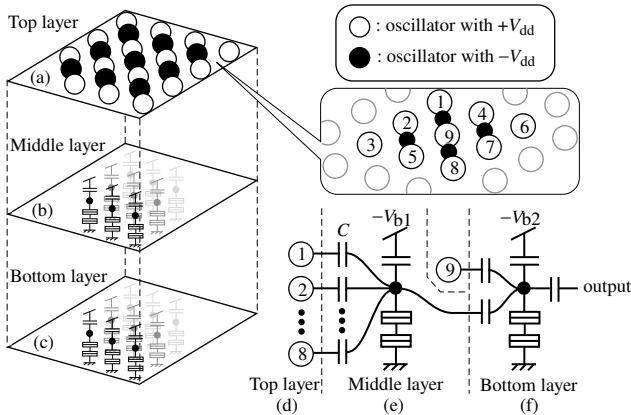 Top layer
(a)
: oscillator with +Vdd
: oscillator with −Vdd
1
2 4
3 9 6
5 7
8
Middle layer
(b)
−Vb1 −Vb2
C
1
9
2
output
8
Bottom layer
(c)
Top layer Middle layer Bottom layer
(d) (e) (f)